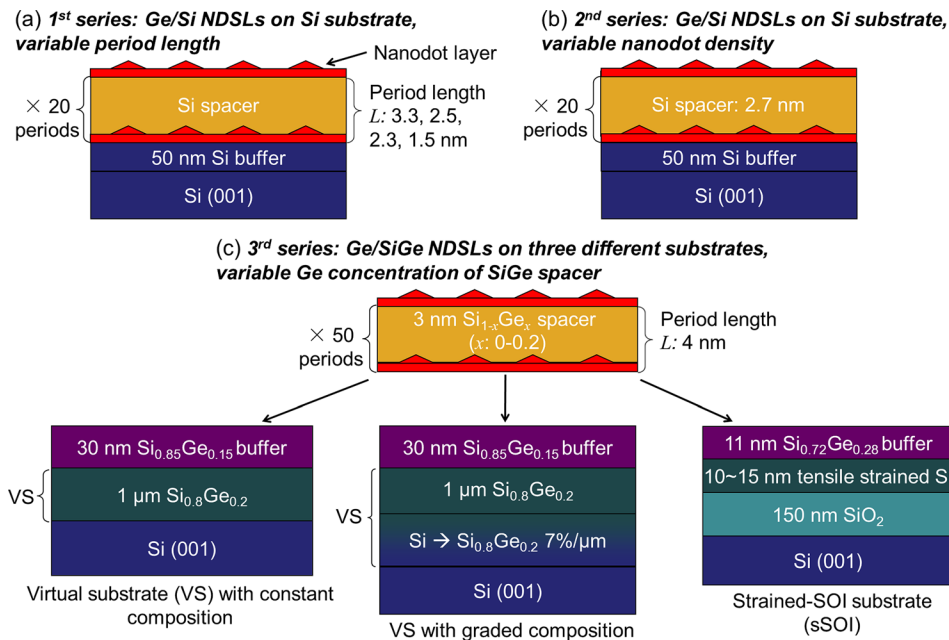 (a) 1st series: Ge/Si NDSLs on Si substrate,
variable period length
Nanodot layer
× 20
periods
Si spacer
Period length
L: 3.3, 2.5,
2.3, 1.5 nm
50 nm Si buffer
Si (001)
(b) 2nd series: Ge/Si NDSLs on Si substrate,
variable nanodot density
× 20
periods
Si spacer: 2.7 nm
50 nm Si buffer
Si (001)
(c) 3rd series: Ge/SiGe NDSLs on three different substrates,
variable Ge concentration of SiGe spacer
× 50
periods
3 nm Si1-xGex spacer
(x: 0-0.2)
Period length
L: 4 nm
30 nm Si0.85Ge0.15 buffer
VS
1 μm Si0.8Ge0.2
Si (001)
Virtual substrate (VS) with constant
composition
30 nm Si0.85Ge0.15 buffer
VS
1 μm Si0.8Ge0.2
Si → Si0.8Ge0.2 7%/μm
Si (001)
VS with graded composition
11 nm Si0.72Ge0.28 buffer
10~15 nm tensile strained S
150 nm SiO2
Si (001)
Strained-SOI substrate
(sSOI)